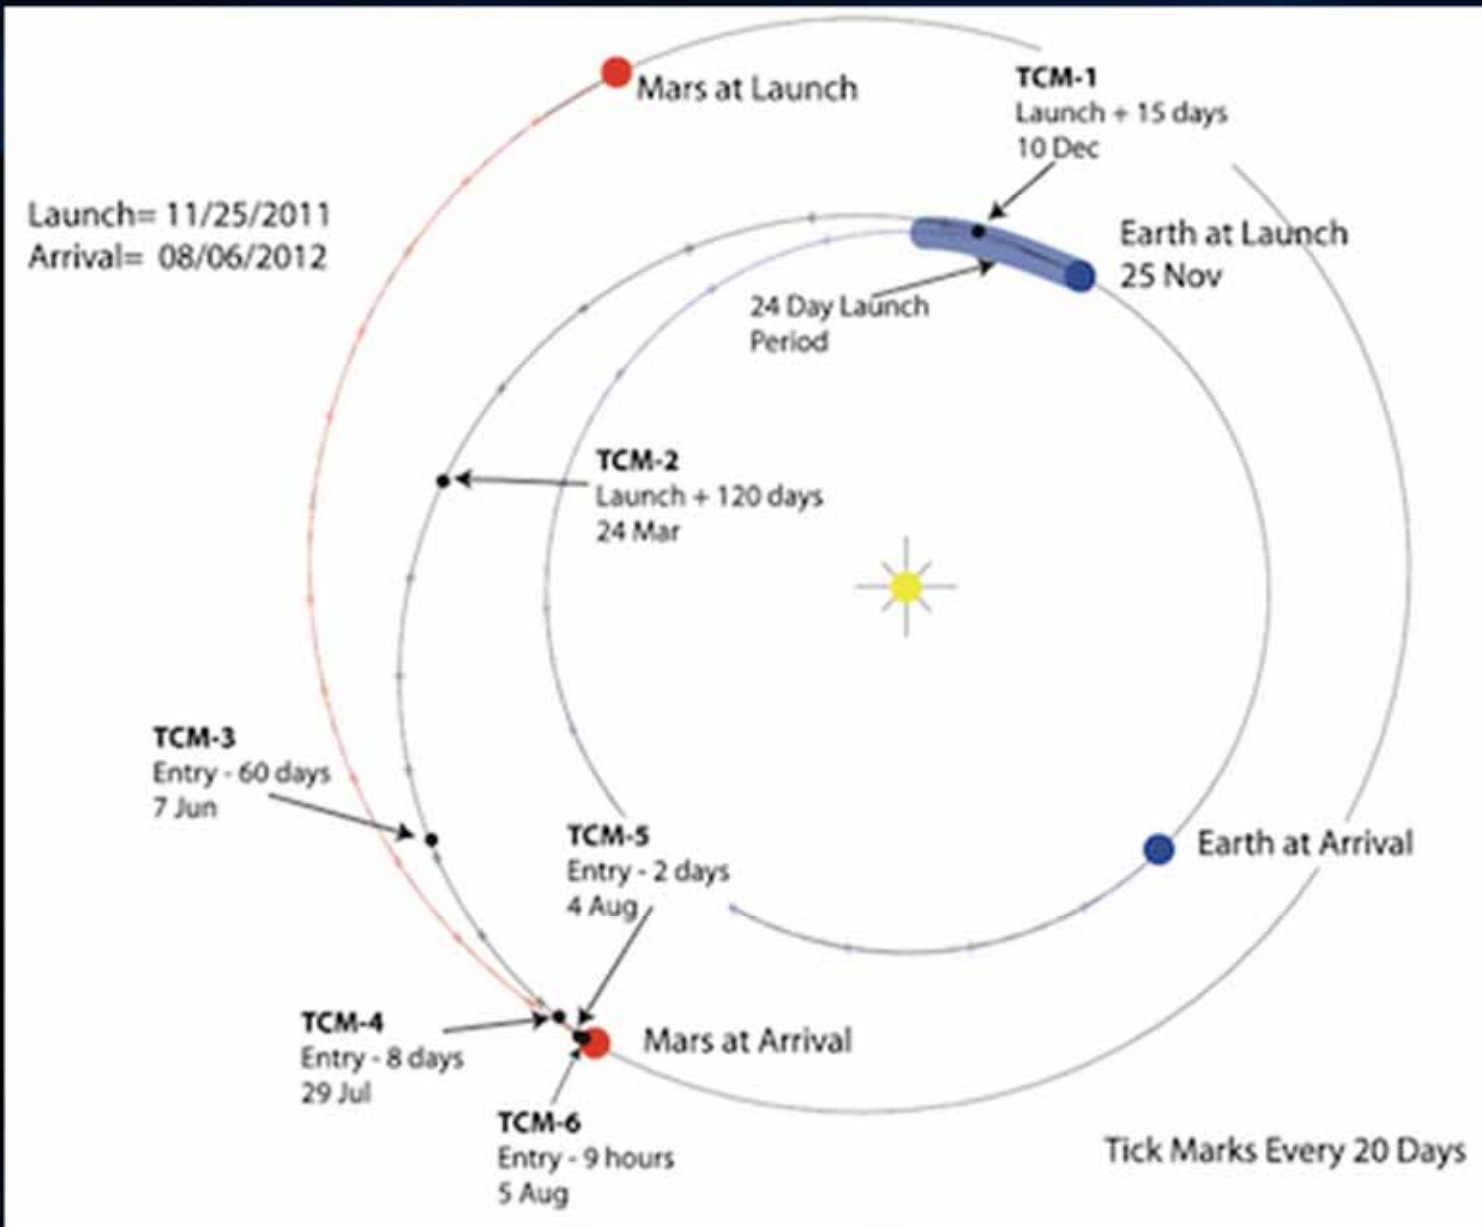 Mars at Launch
TCM-1
Launch + 15 days
10 Dec
Launch= 11/25/2011
Arrival= 08/06/2012
Earth at Launch
25 Nov
24 Day Launch
Period
TCM-2
Launch + 120 days
24 Mar
TCM-3
Entry - 60 days
7 Jun
TCM-5
Entry - 2 days
4 Aug
Earth at Arrival
TCM-4
Entry - 8 days
29 Jul
Mars at Arrival
TCM-6
Entry - 9 hours
5 Aug
Tick Marks Every 20 Days